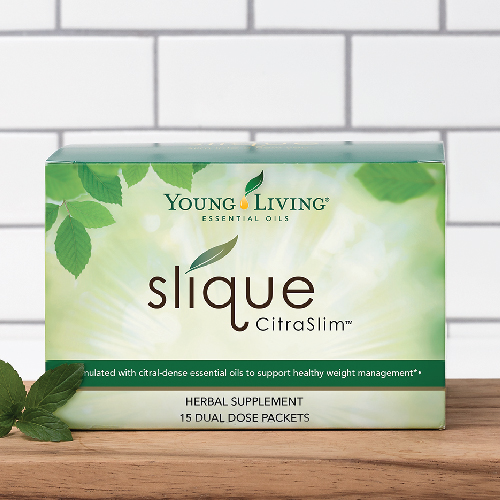 YOUNG LIVING®
ESSENTIAL OILS
slique
CitraSlim™
with citral-dense essential oils to support healthy weight management*•
HERBAL SUPPLEMENT
15 DUAL DOSE PACKETS